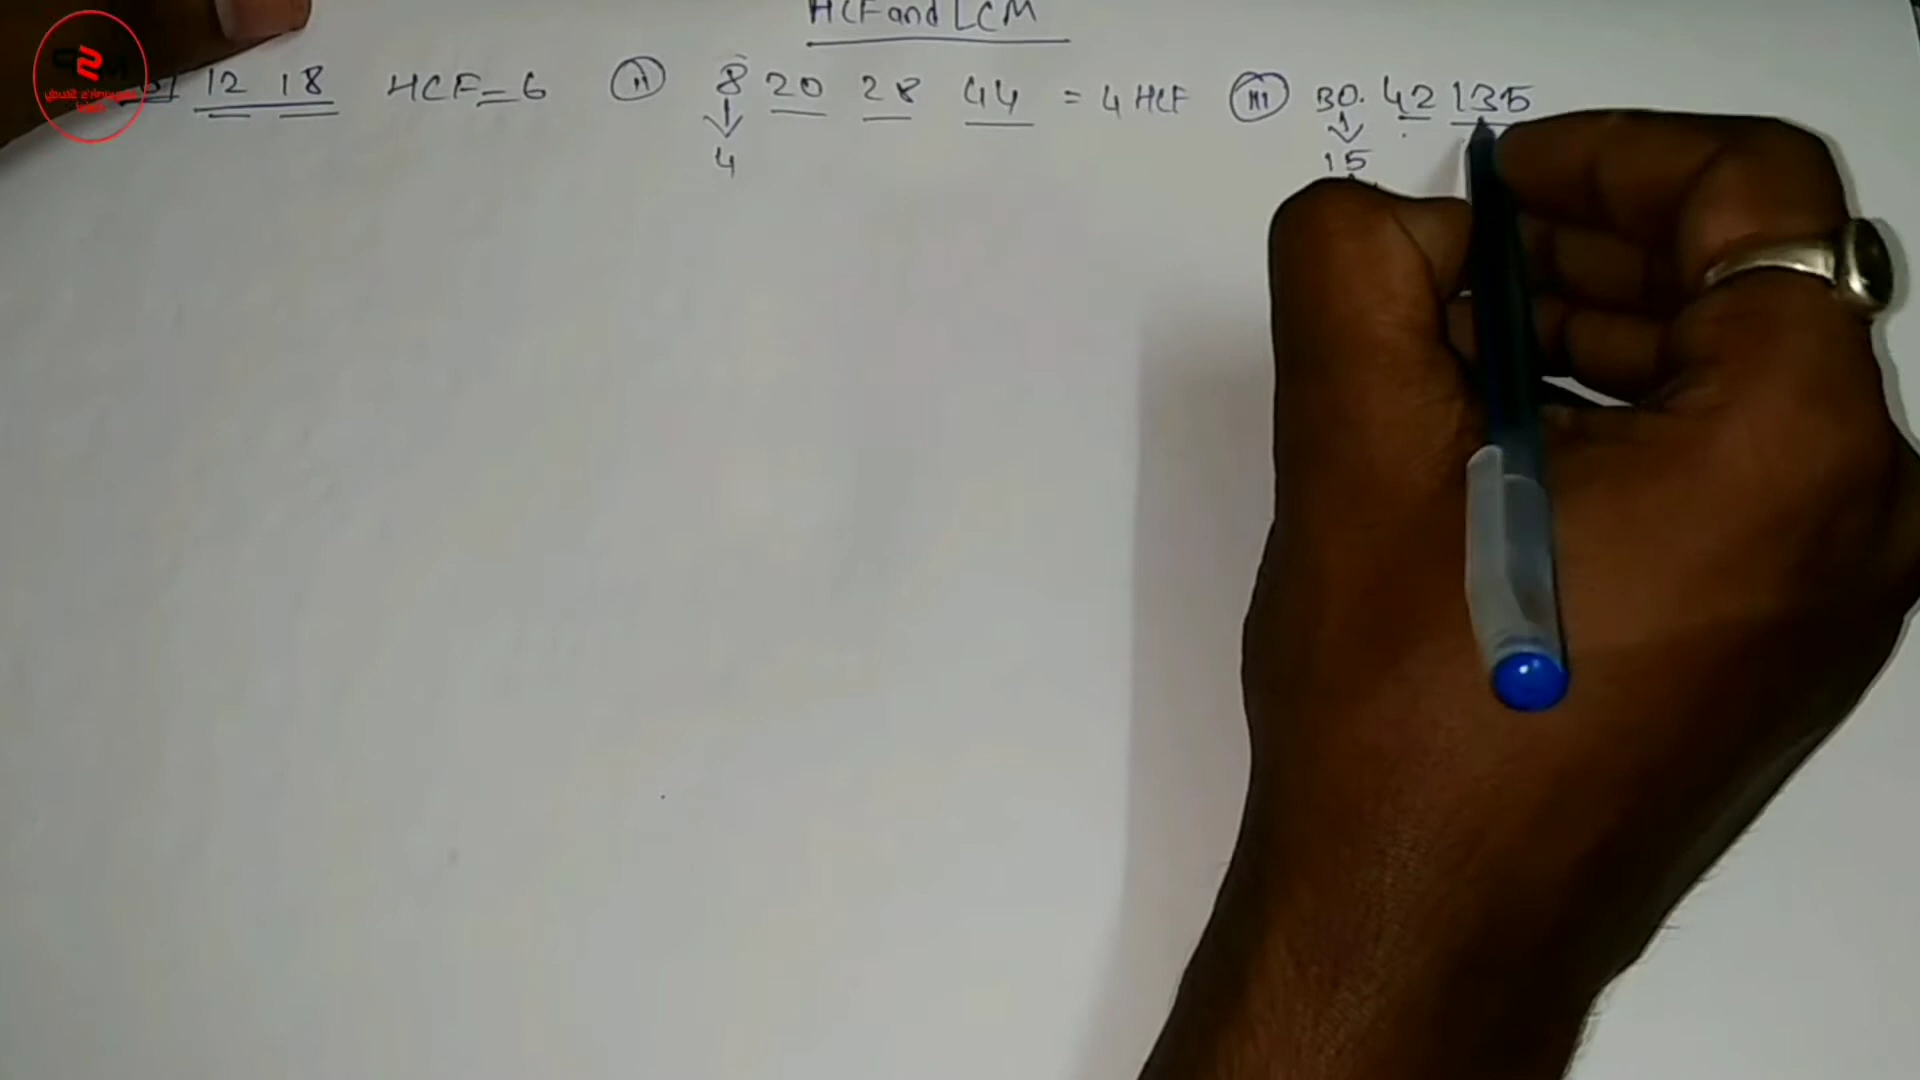 HCF and LCM
12 18 HCF = 6 (ii) 8 20 28 44 = 4 HCF (iii) 30. 42 135
4 15